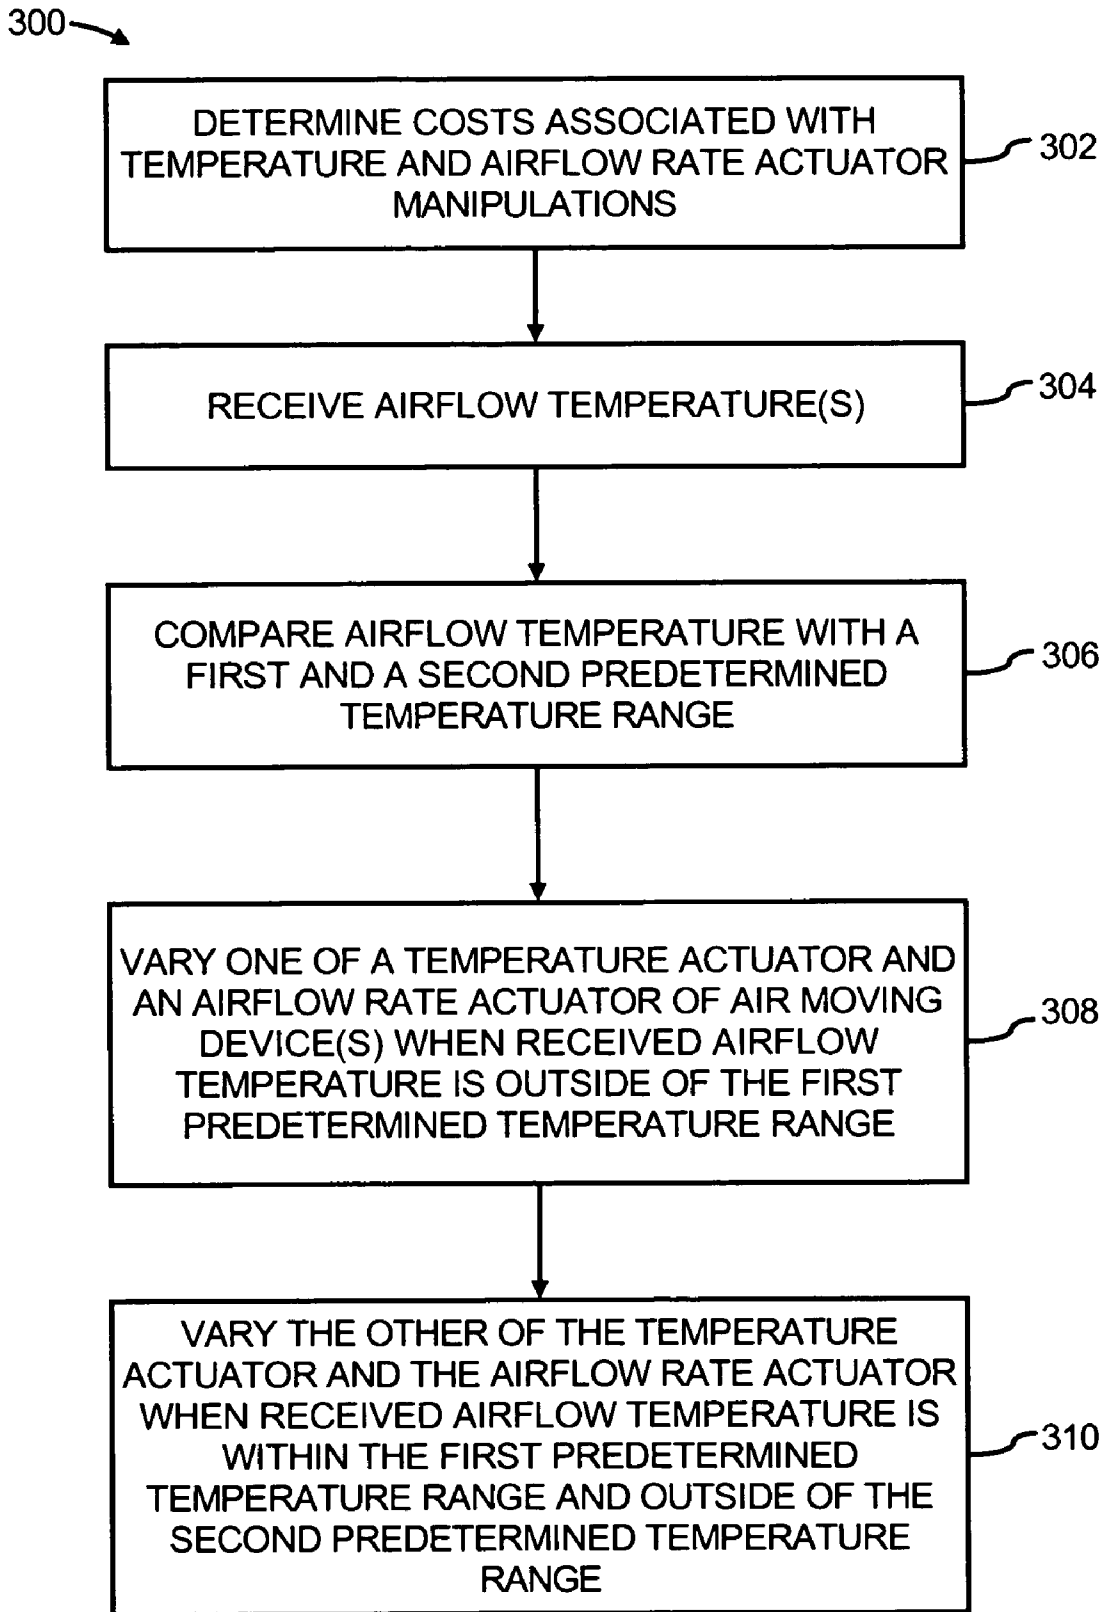 300
DETERMINE COSTS ASSOCIATED WITH
TEMPERATURE AND AIRFLOW RATE ACTUATOR
MANIPULATIONS
302
RECEIVE AIRFLOW TEMPERATURE(S)
304
COMPARE AIRFLOW TEMPERATURE WITH A
FIRST AND A SECOND PREDETERMINED
TEMPERATURE RANGE
306
VARY ONE OF A TEMPERATURE ACTUATOR AND
AN AIRFLOW RATE ACTUATOR OF AIR MOVING
DEVICE(S) WHEN RECEIVED AIRFLOW
TEMPERATURE IS OUTSIDE OF THE FIRST
PREDETERMINED TEMPERATURE RANGE
308
VARY THE OTHER OF THE TEMPERATURE
ACTUATOR AND THE AIRFLOW RATE ACTUATOR
WHEN RECEIVED AIRFLOW TEMPERATURE IS
WITHIN THE FIRST PREDETERMINED
TEMPERATURE RANGE AND OUTSIDE OF THE
SECOND PREDETERMINED TEMPERATURE
RANGE
310